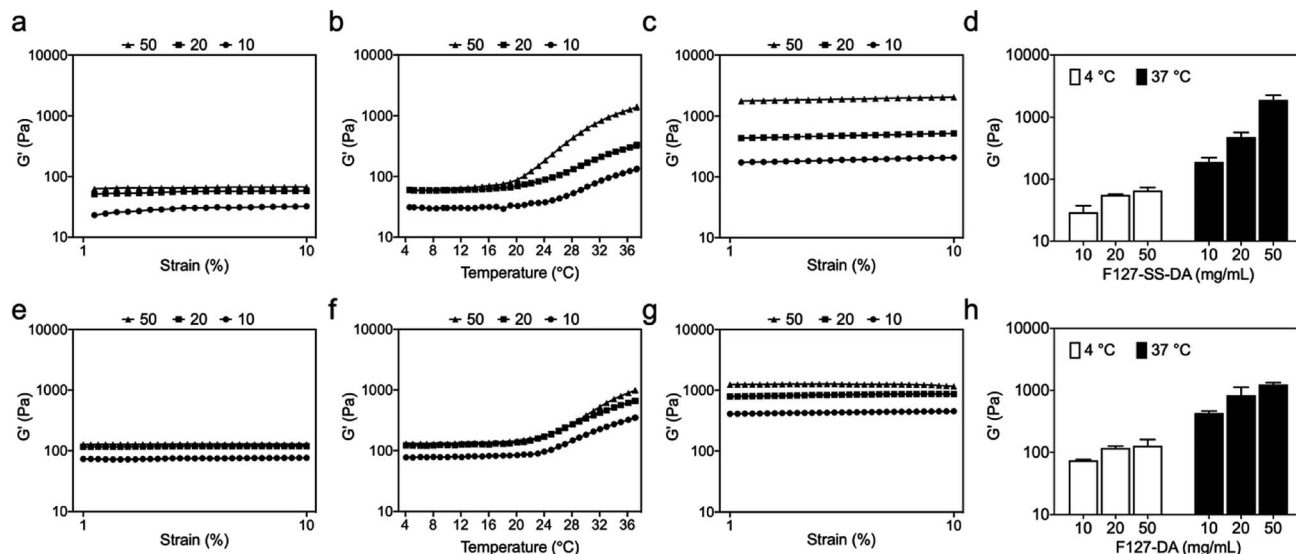 a b c d
50 20 10
10000
1000
100
10
G' (Pa)
1 10
Strain (%)
50 20 10
10000
1000
100
10
G' (Pa)
4 8 12 16 20 24 28 32 36
Temperature (°C)
50 20 10
10000
1000
100
10
G' (Pa)
1 10
Strain (%)
4 °C 37 °C
10000
1000
100
10
G' (Pa)
10 20 50 10 20 50
F127-SS-DA (mg/mL)
e f g h
50 20 10
10000
1000
100
10
G' (Pa)
1 10
Strain (%)
50 20 10
10000
1000
100
10
G' (Pa)
4 8 12 16 20 24 28 32 36
Temperature (°C)
50 20 10
10000
1000
100
10
G' (Pa)
1 10
Strain (%)
4 °C 37 °C
10000
1000
100
10
G' (Pa)
10 20 50 10 20 50
F127-DA (mg/mL)